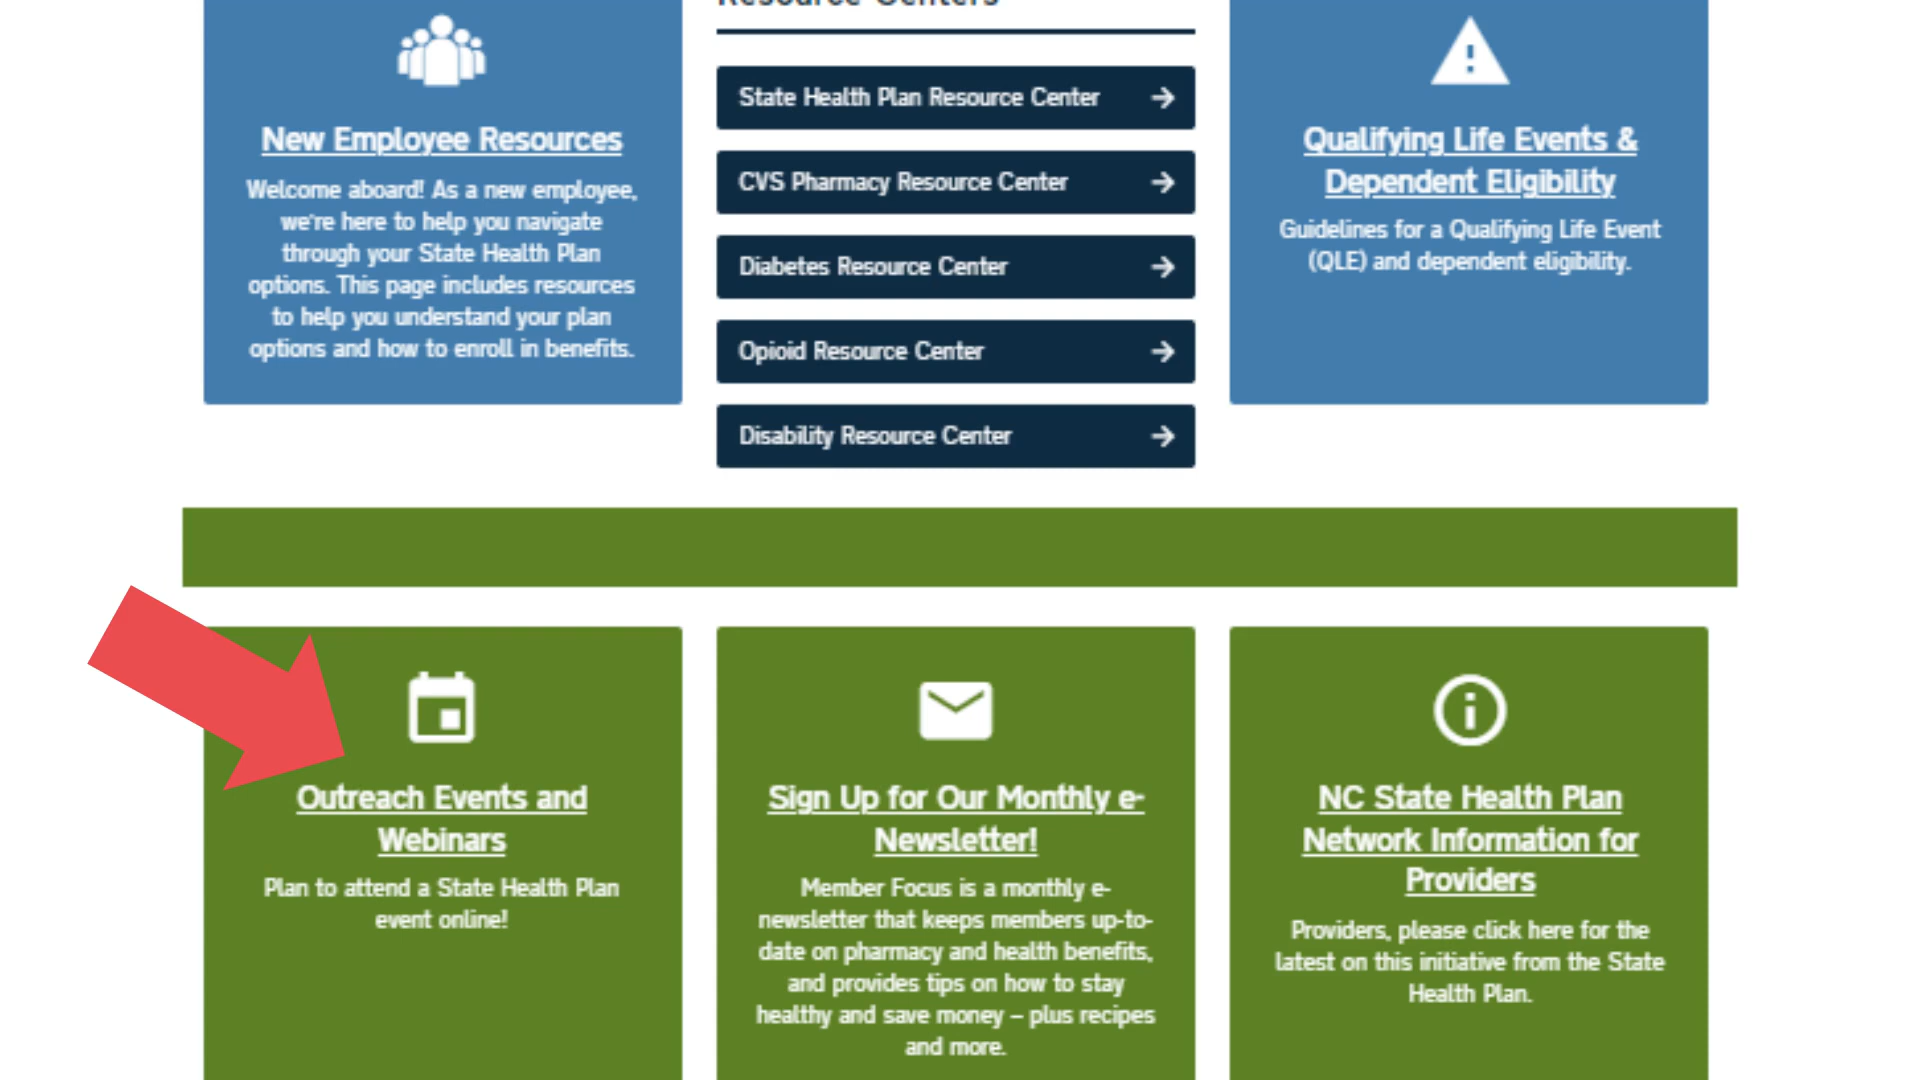 Resource Centers
New Employee Resources
Welcome aboard! As a new employee,
we're here to help you navigate
through your State Health Plan
options. This page includes resources
to help you understand your plan
options and how to enroll in benefits.
State Health Plan Resource Center
CVS Pharmacy Resource Center
Diabetes Resource Center
Opioid Resource Center
Disability Resource Center
Qualifying Life Events &
Dependent Eligibility
Guidelines for a Qualifying Life Event
(QLE) and dependent eligibility.
Outreach Events and
Webinars
Plan to attend a State Health Plan
event online!
Sign Up for Our Monthly e-
Newsletter!
Member Focus is a monthly e-
newsletter that keeps members up-to-
date on pharmacy and health benefits,
and provides tips on how to stay
healthy and save money – plus recipes
and more.
NC State Health Plan
Network Information for
Providers
Providers, please click here for the
latest on this initiative from the State
Health Plan.